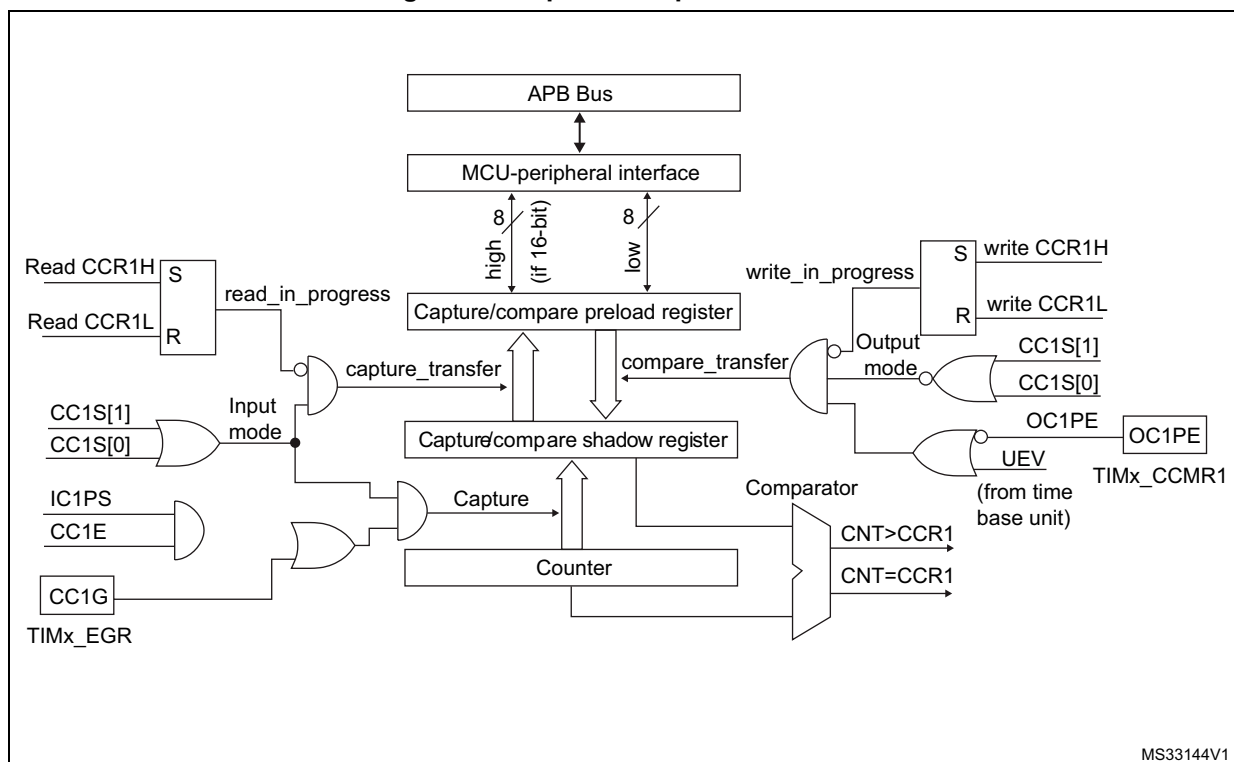 APB Bus
MCU-peripheral interface
8
high
(if 16-bit)
8
low
Read CCR1H
S
read_in_progress
Read CCR1L
R
write_in_progress
S
write CCR1H
R
write CCR1L
Capture/compare preload register
capture_transfer
compare_transfer
Output
mode
CC1S[1]
CC1S[0]
CC1S[1]
CC1S[0]
Input
mode
Capture/compare shadow register
OC1PE
OC1PE
UEV
TIMx_CCMR1
(from time
base unit)
IC1PS
CC1E
Capture
Comparator
CNT>CCR1
CNT=CCR1
Counter
CC1G
TIMx_EGR
MS33144V1